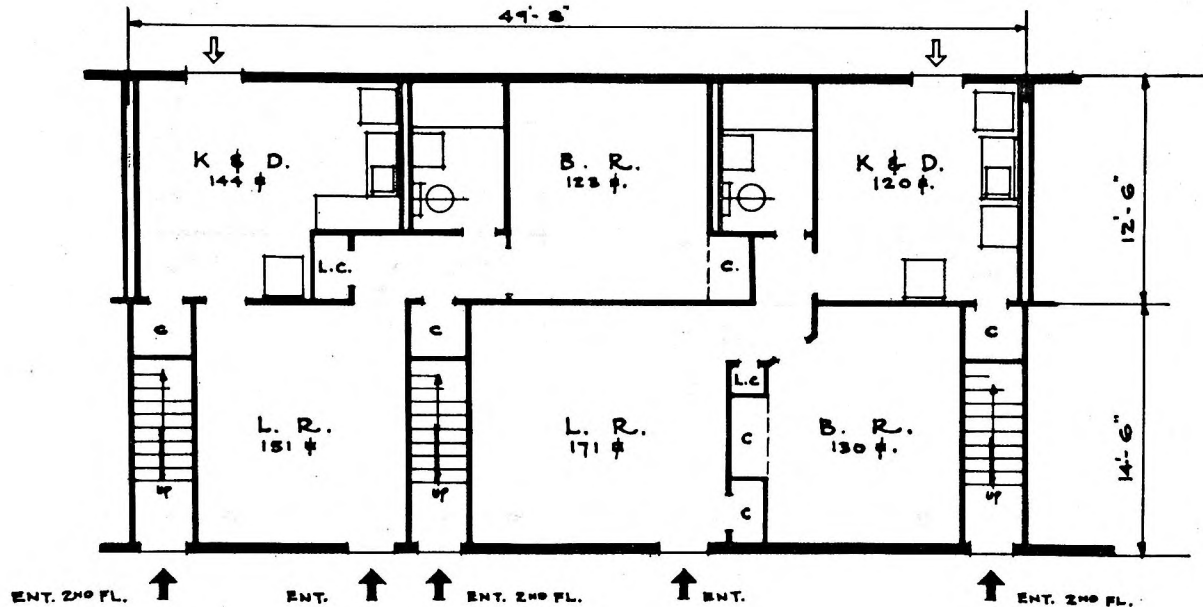 49'-8"
K & D.
144 ⌽
B. R.
123 ⌽.
K & D.
120 ⌽.
12'-6"
L.C.
C.
C
C
C
L. R.
151 ⌽
L. R.
171 ⌽
L.C
C
C
B. R.
130 ⌽.
14'-6"
UP
UP
UP
ENT. 2ND FL.
ENT.
ENT. 2ND FL.
ENT.
ENT. 2ND FL.